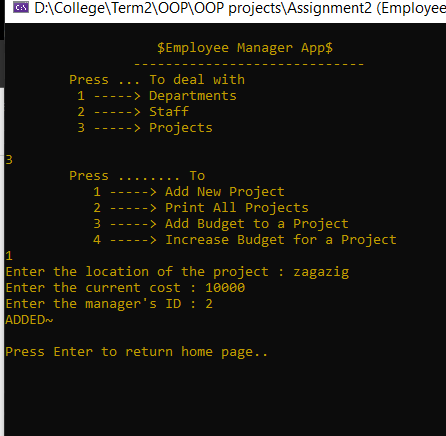 D:\College\Term2\OOP\OOP projects\Assignment2 (Employee
$Employee Manager App$
-----------------------------
Press ... To deal with
1 -----> Departments
2 -----> Staff
3 -----> Projects
3
Press ........ To
1 -----> Add New Project
2 -----> Print All Projects
3 -----> Add Budget to a Project
4 -----> Increase Budget for a Project
1
Enter the location of the project : zagazig
Enter the current cost : 10000
Enter the manager's ID : 2
ADDED~
Press Enter to return home page..